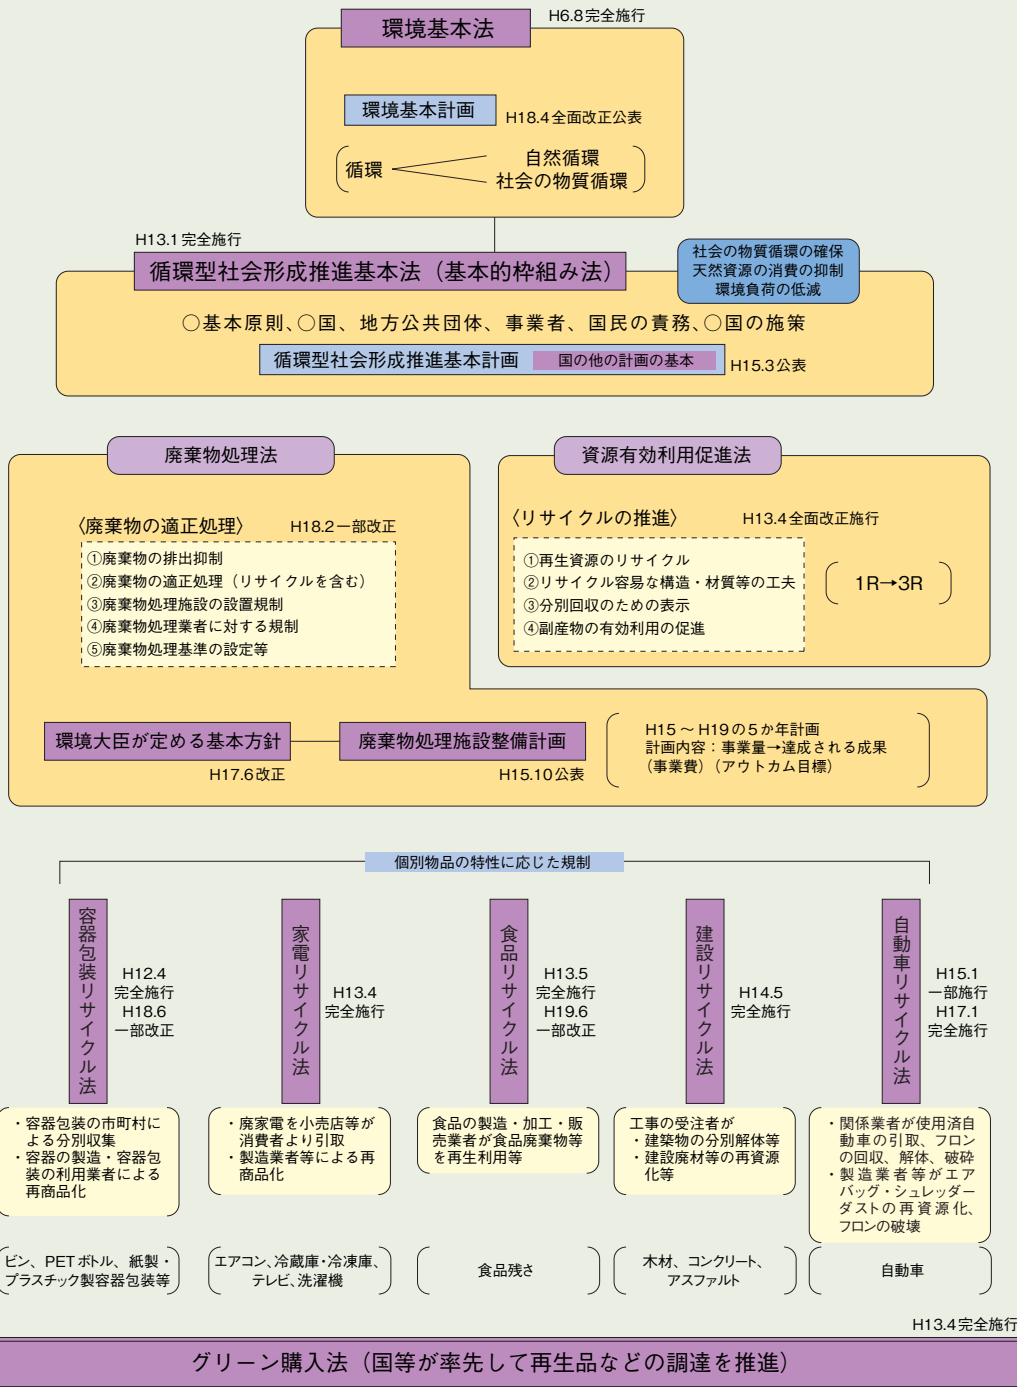 環境基本法
H6.8完全施行
環境基本計画
H18.4全面改正公表
循環
自然循環
社会の物質循環
H13.1完全施行
循環型社会形成推進基本法（基本的枠組み法）
社会の物質循環の確保
天然資源の消費の抑制
環境負荷の低減
○基本原則、○国、地方公共団体、事業者、国民の責務、○国の施策
循環型社会形成推進基本計画
国の他の計画の基本
H15.3公表
廃棄物処理法
〈廃棄物の適正処理〉
H18.2一部改正
①廃棄物の排出抑制
②廃棄物の適正処理（リサイクルを含む）
③廃棄物処理施設の設置規制
④廃棄物処理業者に対する規制
⑤廃棄物処理基準の設定等
資源有効利用促進法
〈リサイクルの推進〉
H13.4全面改正施行
①再生資源のリサイクル
②リサイクル容易な構造・材質等の工夫
③分別回収のための表示
④副産物の有効利用の促進
1R→3R
環境大臣が定める基本方針
H17.6改正
廃棄物処理施設整備計画
H15.10公表
H15～H19の5か年計画
計画内容：事業量→達成される成果
（事業費）（アウトカム目標）
個別物品の特性に応じた規制
容器包装リサイクル法
H12.4
完全施行
H18.6
一部改正
家電リサイクル法
H13.4
完全施行
食品リサイクル法
H13.5
完全施行
H19.6
一部改正
建設リサイクル法
H14.5
完全施行
自動車リサイクル法
H15.1
一部施行
H17.1
完全施行
・容器包装の市町村に
よる分別収集
・容器の製造・容器包
装の利用業者による
再商品化
・廃家電を小売店等が
消費者より引取
・製造業者等による再
商品化
食品の製造・加工・販
売業者が食品廃棄物等
を再生利用等
工事の受注者が
・建築物の分別解体等
・建設廃材等の再資源
化等
・関係業者が使用済自
動車の引取、フロン
の回収、解体、破砕
・製造業者等がエア
バッグ・シュレッダー
ダストの再資源化、
フロンの破壊
ビン、PETボトル、紙製・
プラスチック製容器包装等
エアコン、冷蔵庫・冷凍庫、
テレビ、洗濯機
食品残さ
木材、コンクリート、
アスファルト
自動車
H13.4完全施行
グリーン購入法（国等が率先して再生品などの調達を推進）